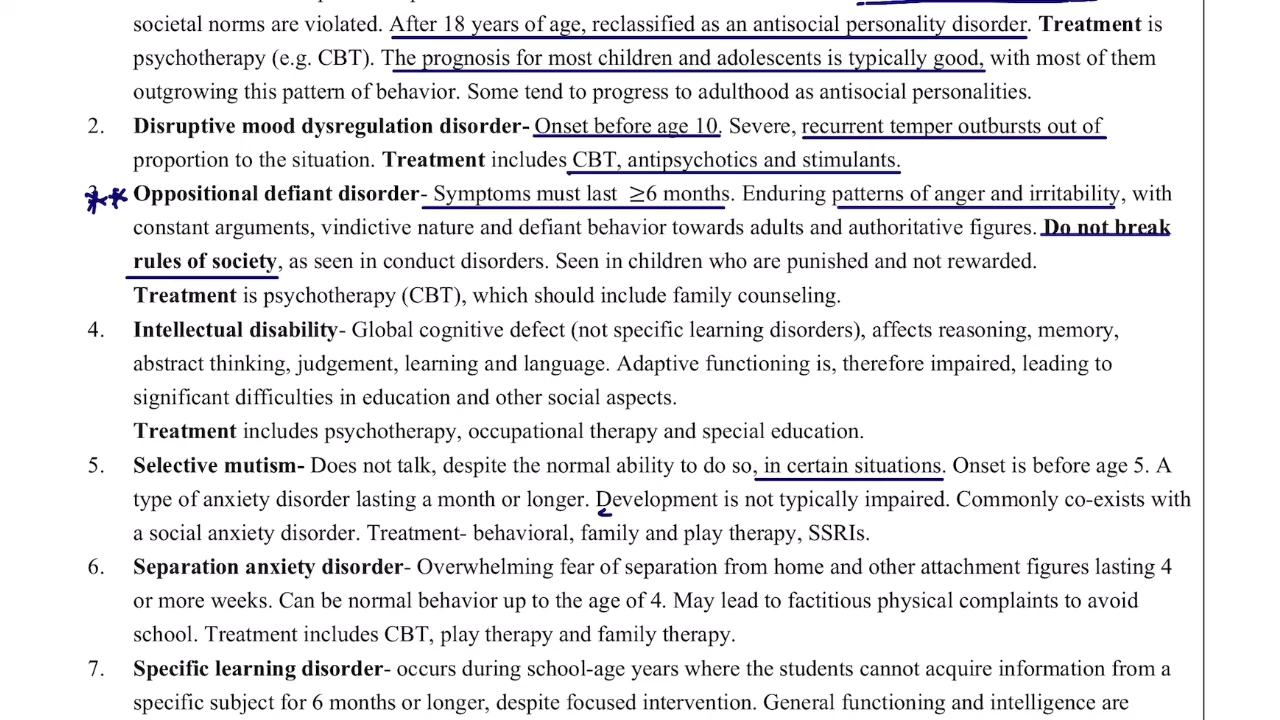 societal norms are violated. After 18 years of age, reclassified as an antisocial personality disorder. Treatment is
psychotherapy (e.g. CBT). The prognosis for most children and adolescents is typically good, with most of them
outgrowing this pattern of behavior. Some tend to progress to adulthood as antisocial personalities.
2. Disruptive mood dysregulation disorder- Onset before age 10. Severe, recurrent temper outbursts out of
proportion to the situation. Treatment includes CBT, antipsychotics and stimulants.
Oppositional defiant disorder- Symptoms must last ≥6 months. Enduring patterns of anger and irritability, with
constant arguments, vindictive nature and defiant behavior towards adults and authoritative figures. Do not break
rules of society, as seen in conduct disorders. Seen in children who are punished and not rewarded.
Treatment is psychotherapy (CBT), which should include family counseling.
4. Intellectual disability- Global cognitive defect (not specific learning disorders), affects reasoning, memory,
abstract thinking, judgement, learning and language. Adaptive functioning is, therefore impaired, leading to
significant difficulties in education and other social aspects.
Treatment includes psychotherapy, occupational therapy and special education.
5. Selective mutism- Does not talk, despite the normal ability to do so, in certain situations. Onset is before age 5. A
type of anxiety disorder lasting a month or longer. Development is not typically impaired. Commonly co-exists with
a social anxiety disorder. Treatment- behavioral, family and play therapy, SSRIs.
6. Separation anxiety disorder- Overwhelming fear of separation from home and other attachment figures lasting 4
or more weeks. Can be normal behavior up to the age of 4. May lead to factitious physical complaints to avoid
school. Treatment includes CBT, play therapy and family therapy.
7. Specific learning disorder- occurs during school-age years where the students cannot acquire information from a
specific subject for 6 months or longer, despite focused intervention. General functioning and intelligence are